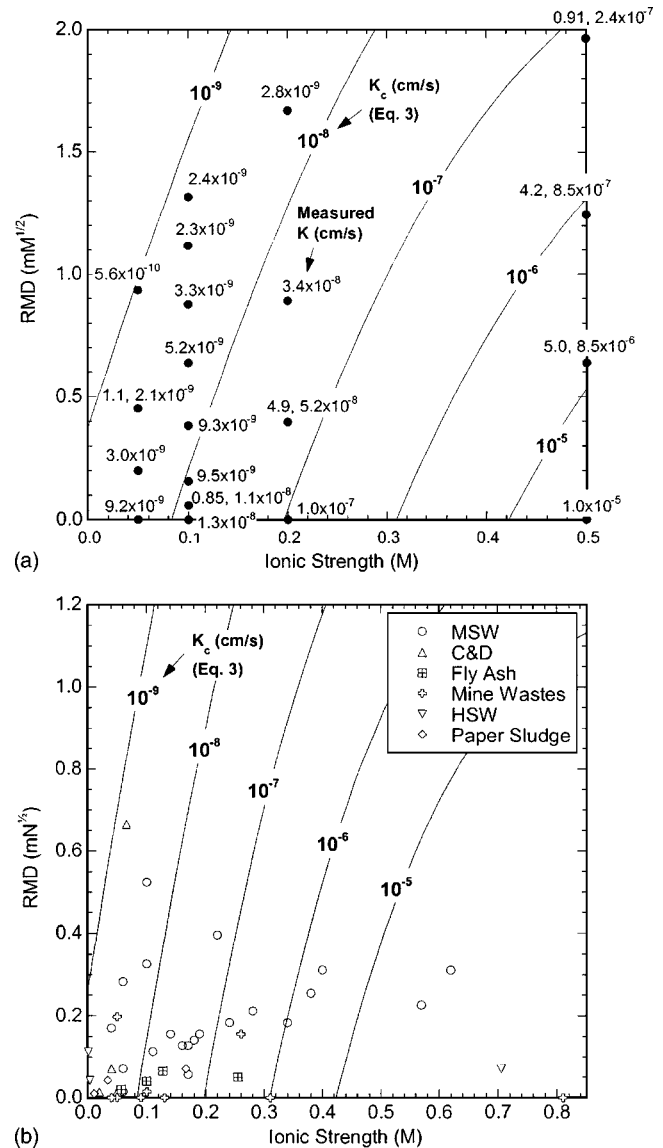 0.91, 2.4x10⁻⁷
2.0
10⁻⁹
2.8x10⁻⁹
K_c (cm/s)
(Eq. 3)
10⁻⁸
1.5
10⁻⁷
2.4x10⁻⁹
4.2, 8.5x10⁻⁷
Measured
K (cm/s)
2.3x10⁻⁹
RMD (mM^1/2)
1.0
5.6x10⁻¹⁰
10⁻⁶
3.3x10⁻⁹
3.4x10⁻⁸
5.2x10⁻⁹
5.0, 8.5x10⁻⁶
0.5
1.1, 2.1x10⁻⁹
4.9, 5.2x10⁻⁸
9.3x10⁻⁹
10⁻⁵
3.0x10⁻⁹
9.5x10⁻⁹
9.2x10⁻⁹
0.85, 1.1x10⁻⁸
1.3x10⁻⁸
1.0x10⁻⁷
1.0x10⁻⁵
0.0
0.0 0.1 0.2 0.3 0.4 0.5
(a) Ionic Strength (M)
1.2
K_c (cm/s)
(Eq. 3)
MSW
C&D
Fly Ash
Mine Wastes
HSW
Paper Sludge
1.0
10⁻⁹
10⁻⁸
0.8
10⁻⁷
RMD (mN^½)
0.6
10⁻⁶
10⁻⁵
0.4
0.2
0.0
0.0 0.1 0.2 0.3 0.4 0.5 0.6 0.7 0.8
(b) Ionic Strength (M)